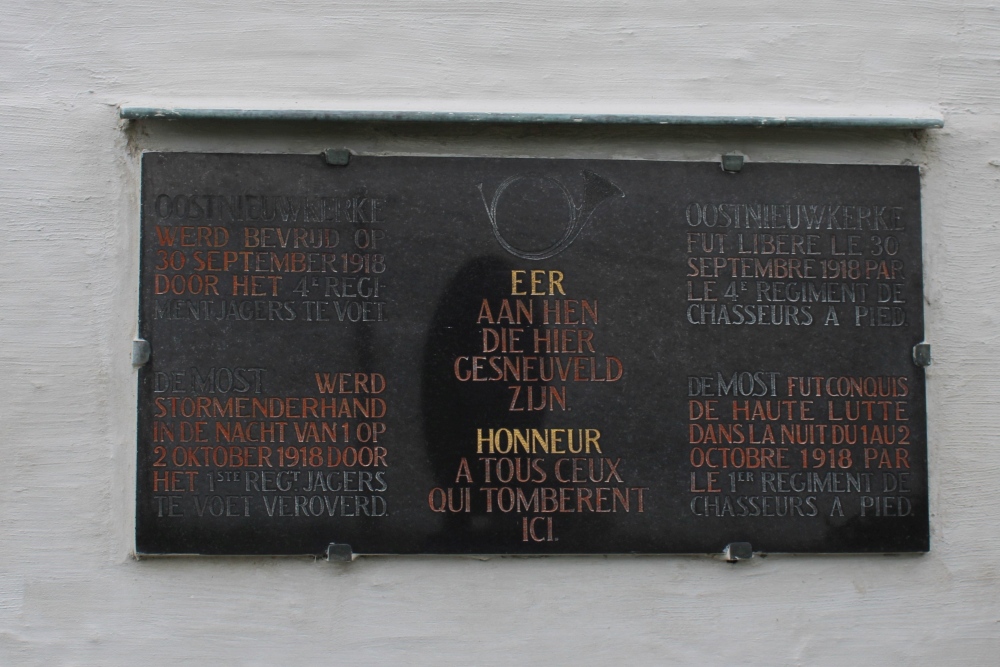 OOSTNIEUWKERKE
WERD BEVRIJD OP
30 SEPTEMBER 1918
DOOR HET 4E REGI-
MENT JAGERS TE VOET.
DE MOST WERD
STORMENDERHAND
IN DE NACHT VAN 1 OP
2 OKTOBER 1918 DOOR
HET 1STE REGT JAGERS
TE VOET VEROVERD.
EER
AAN HEN
DIE HIER
GESNEUVELD
ZIJN.
HONNEUR
A TOUS CEUX
QUI TOMBERENT
ICI.
OOSTNIEUWKERKE
FUT LIBERE LE 30
SEPTEMBRE 1918 PAR
LE 4E REGIMENT DE
CHASSEURS A PIED.
DE MOST FUT CONQUIS
DE HAUTE LUTTE
DANS LA NUIT DU 1 AU 2
OCTOBRE 1918 PAR
LE 1ER REGIMENT DE
CHASSEURS A PIED.